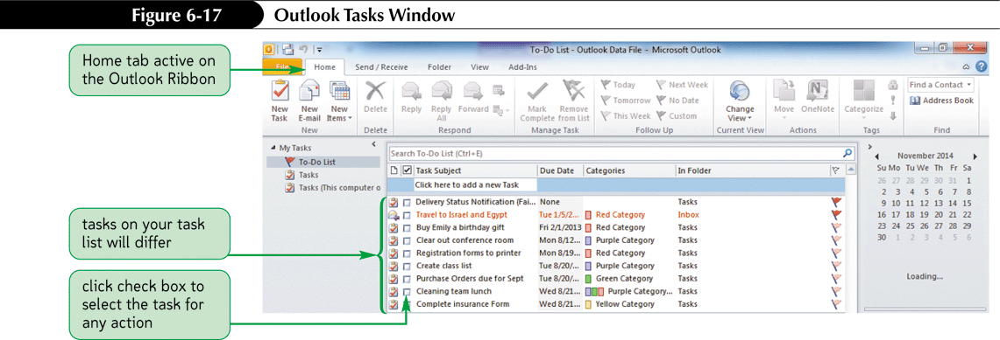 Figure 6-17 Outlook Tasks Window
To-Do List - Outlook Data File - Microsoft Outlook
Home tab active on
the Outlook Ribbon
File Home Send / Receive Folder View Add-Ins
New Task
New E-mail
New Items
New
Delete
Delete
Reply
Reply All
Forward
Respond
Mark Complete
Remove from List
Manage Task
Today Next Week
Tomorrow No Date
This Week Custom
Follow Up
Change View
Current View
Move
OneNote
Actions
Categorize
Tags
Find a Contact
Address Book
Find
My Tasks
To-Do List
Tasks
Tasks (This computer o
Search To-Do List (Ctrl+E)
Task Subject Due Date Categories In Folder
Click here to add a new Task
Delivery Status Notification (Fai... None Tasks
Travel to Israel and Egypt Tue 1/5/2... Red Category Inbox
Buy Emily a birthday gift Fri 2/1/2013 Red Category Tasks
Clear out conference room Mon 8/12... Purple Category Tasks
Registration forms to printer Mon 8/19... Red Category Tasks
Create class list Tue 8/20/... Purple Category Tasks
Purchase Orders due for Sept Tue 8/20/... Green Category Tasks
Cleaning team lunch Wed 8/21... Purple Category... Tasks
Complete insurance Form Wed 8/21... Yellow Category Tasks
November 2014
Su Mo Tu We Th Fr Sa
26 27 28 29 30 31 1
2 3 4 5 6 7 8
9 10 11 12 13 14 15
16 17 18 19 20 21 22
23 24 25 26 27 28 29
30 1 2 3 4 5 6
Loading...
tasks on your task
list will differ
click check box to
select the task for
any action